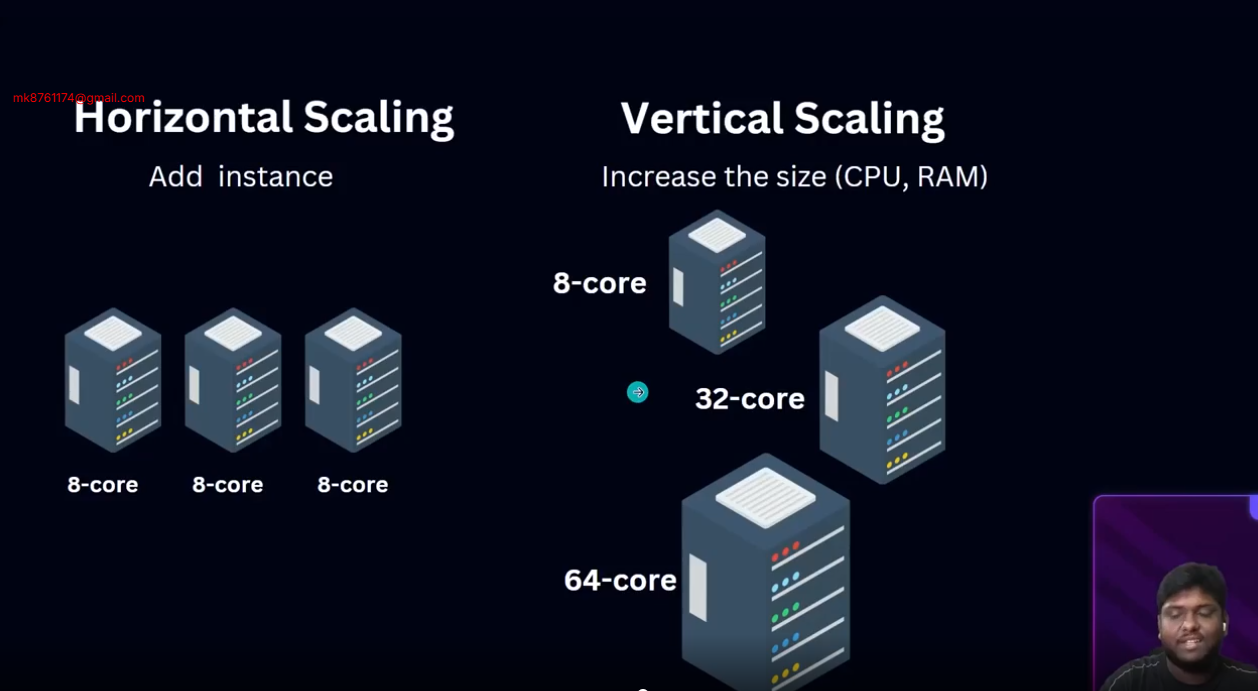 mk8761174@gmail.com
Horizontal Scaling
Add instance
8-core
8-core
8-core
Vertical Scaling
Increase the size (CPU, RAM)
8-core
32-core
64-core